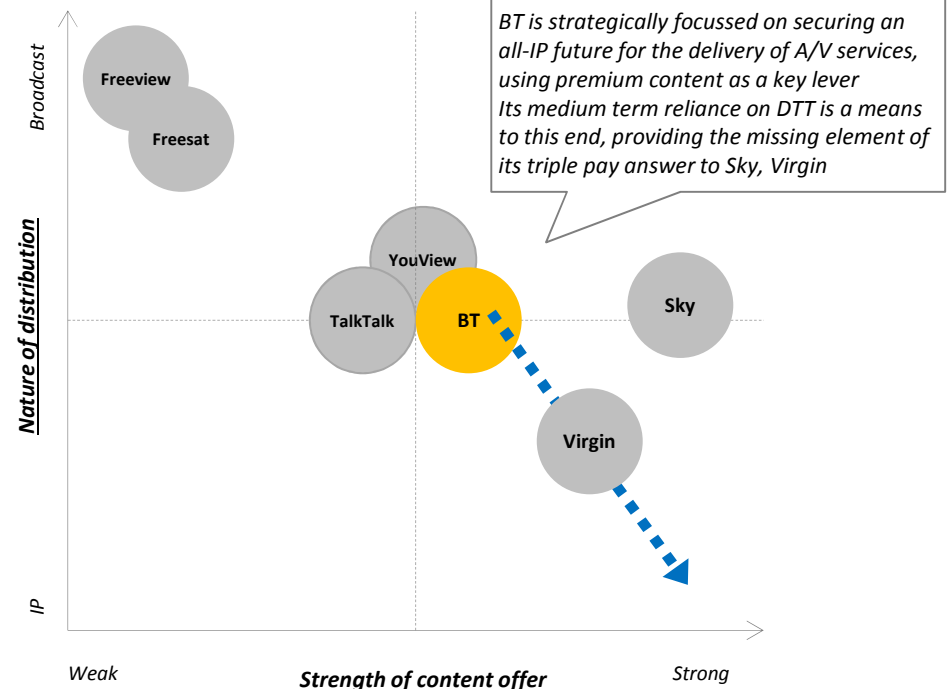 BT is strategically focussed on securing an
all-IP future for the delivery of A/V services,
using premium content as a key lever
Its medium term reliance on DTT is a means
to this end, providing the missing element of
its triple pay answer to Sky, Virgin
Broadcast
Freeview
Freesat
Nature of distribution
YouView
TalkTalk
BT
Sky
Virgin
IP
Weak
Strength of content offer
Strong